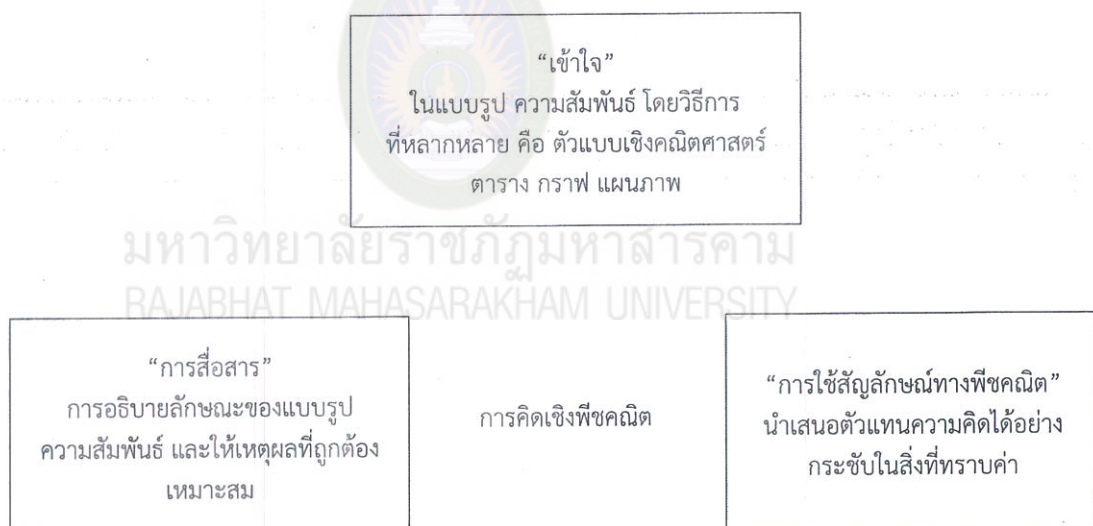 “เข้าใจ”
ในแบบรูป ความสัมพันธ์ โดยวิธีการ
ที่หลากหลาย คือ ตัวแบบเชิงคณิตศาสตร์
ตาราง กราฟ แผนภาพ
มหาวิทยาลัยราชภัฏมหาสารคาม
RAJABHAT MAHASARAKHAM UNIVERSITY
“การสื่อสาร”
การอธิบายลักษณะของแบบรูป
ความสัมพันธ์ และให้เหตุผลที่ถูกต้อง
เหมาะสม
การคิดเชิงพีชคณิต
“การใช้สัญลักษณ์ทางพีชคณิต”
นำเสนอตัวแทนความคิดได้อย่าง
กระชับในสิ่งที่ทราบค่า